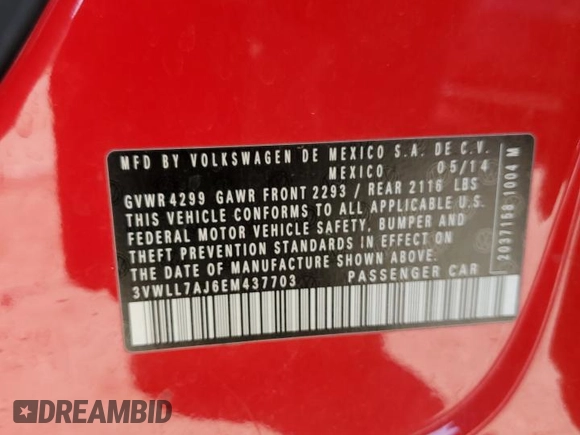 MFD BY VOLKSWAGEN DE MEXICO S.A. DE C.V.
MEXICO 05/14
GVWR 4299 GAWR FRONT 2293 / REAR 2116 LBS
THIS VEHICLE CONFORMS TO ALL APPLICABLE U.S.
FEDERAL MOTOR VEHICLE SAFETY, BUMPER AND
THEFT PREVENTION STANDARDS IN EFFECT ON
THE DATE OF MANUFACTURE SHOWN ABOVE.
3VWLL7AJ6EM437703 PASSENGER CAR
2037158 1004 M
DREAMBID